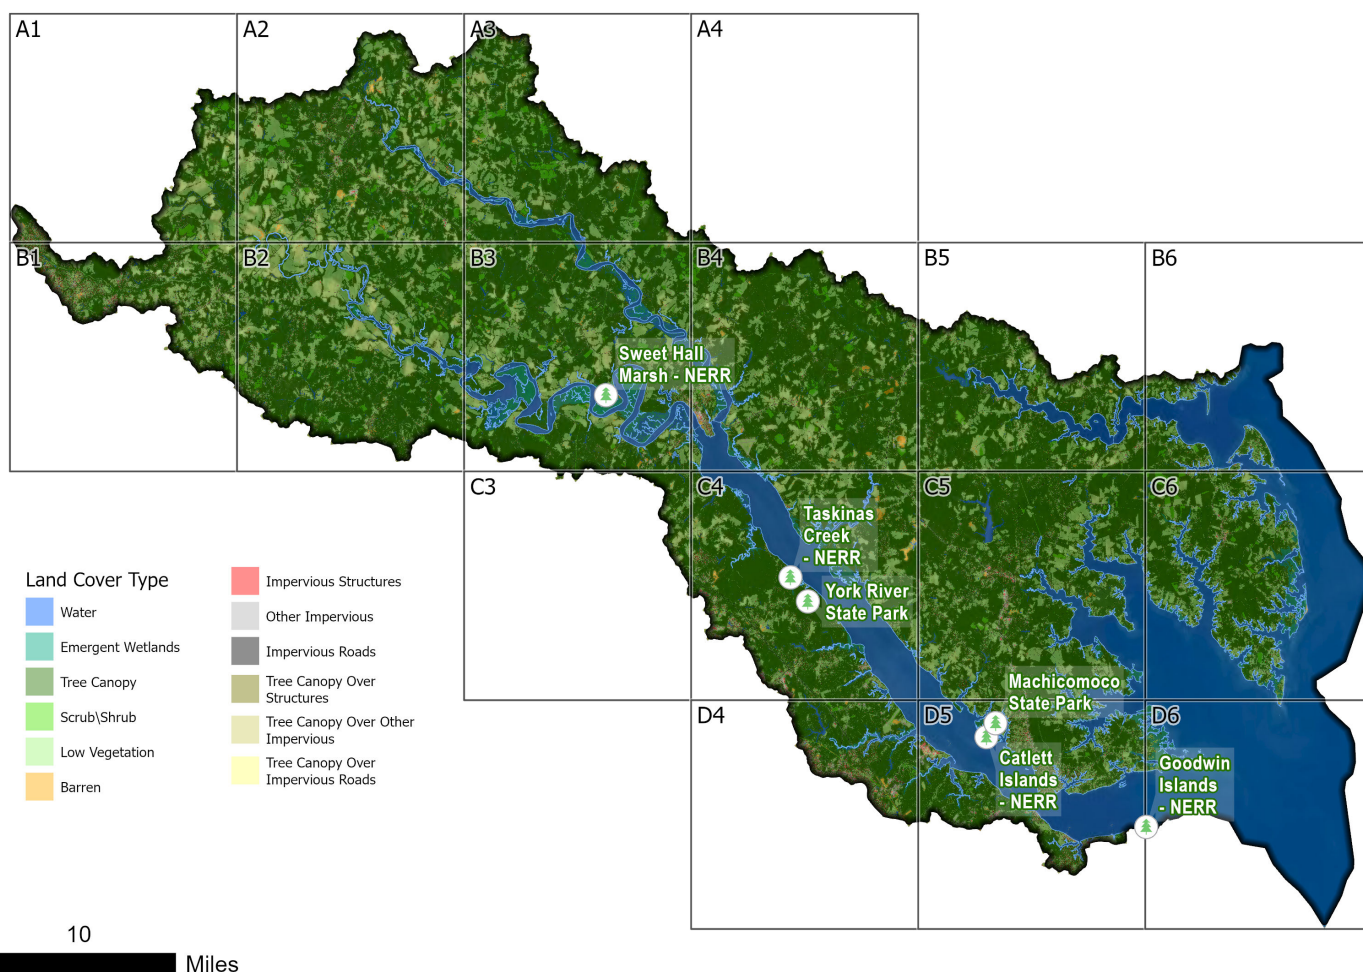 A1
A2
A3
A4
B1
B2
B3
B4
B5
B6
Sweet Hall
Marsh - NERR
C3
C4
C5
C6
Taskinas
Creek
- NERR
York River
State Park
Machicomoco
State Park
D4
D5
D6
Catlett
Islands
- NERR
Goodwin
Islands
- NERR
Land Cover Type
Water
Emergent Wetlands
Tree Canopy
Scrub\Shrub
Low Vegetation
Barren
Impervious Structures
Other Impervious
Impervious Roads
Tree Canopy Over
Structures
Tree Canopy Over Other
Impervious
Tree Canopy Over
Impervious Roads
10
Miles